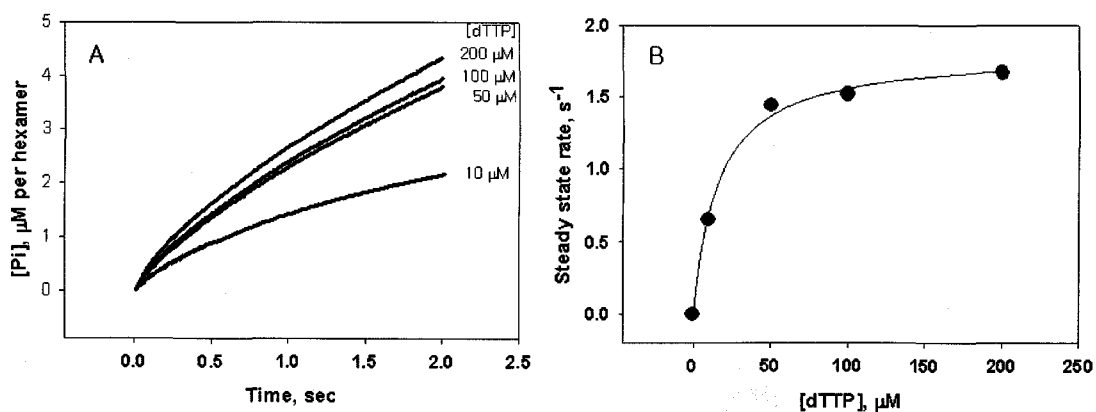 A
[dTTP]
200 µM
100 µM
50 µM
10 µM
5
4
3
2
1
0
[Pi], µM per hexamer
0.0 0.5 1.0 1.5 2.0 2.5
Time, sec
B
2.0
1.5
1.0
0.5
0.0
Steady state rate, s⁻¹
0 50 100 150 200 250
[dTTP], µM